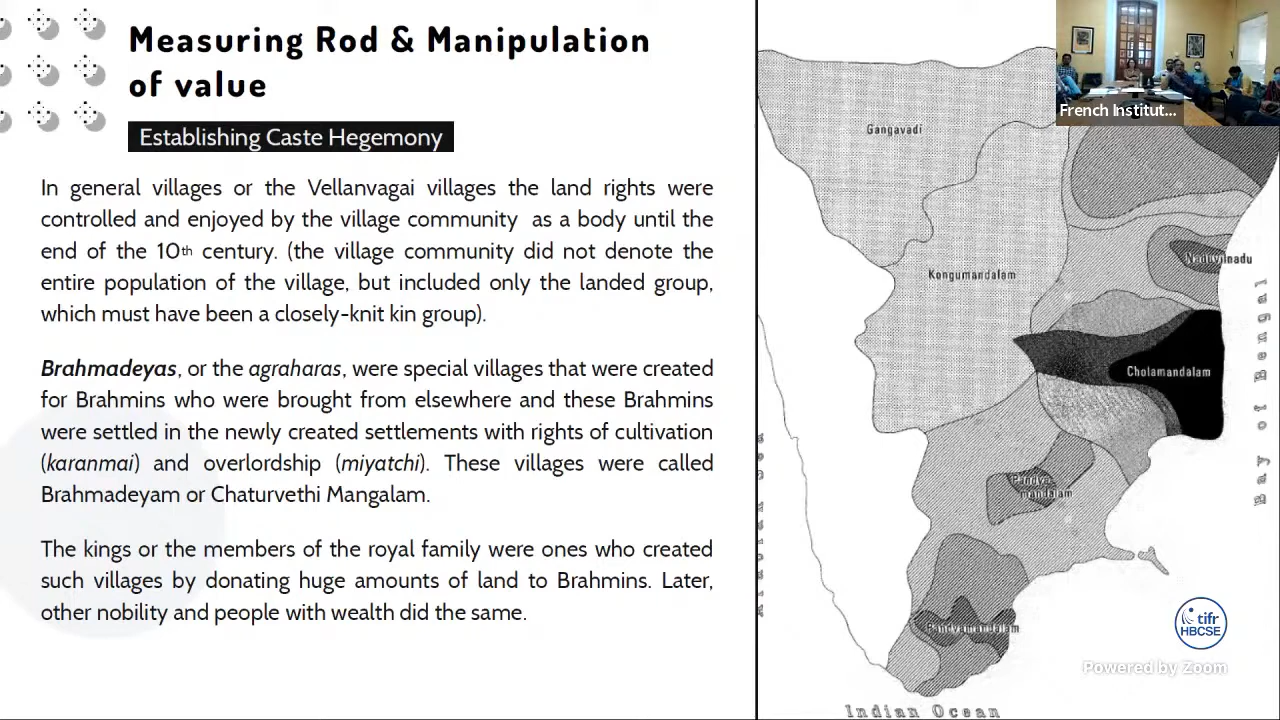 Measuring Rod & Manipulation
of value
Establishing Caste Hegemony
In general villages or the Vellanvagai villages the land rights were
controlled and enjoyed by the village community as a body until the
end of the 10th century. (the village community did not denote the
entire population of the village, but included only the landed group,
which must have been a closely-knit kin group).
Brahmadeyas, or the agraharas, were special villages that were created
for Brahmins who were brought from elsewhere and these Brahmins
were settled in the newly created settlements with rights of cultivation
(karanmai) and overlordship (miyatchi). These villages were called
Brahmadeyam or Chaturvethi Mangalam.
The kings or the members of the royal family were ones who created
such villages by donating huge amounts of land to Brahmins. Later,
other nobility and people with wealth did the same.
French Institut...
Gangavadi
Kongumandalam
Naduvilnadu
Cholamandalam
Bay of Bengal
Pandya
mandalam
Pandyamandalam
Indian Ocean
tifr
HBCSE
Powered by Zoom